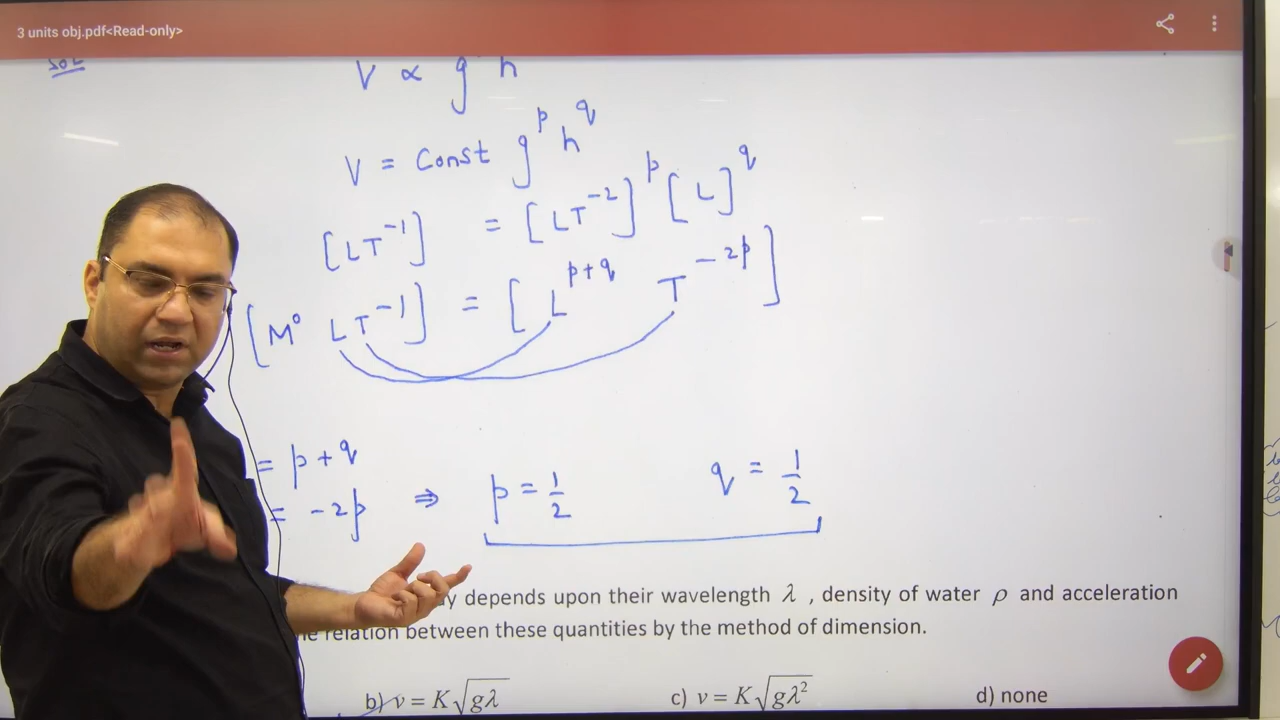 3 units obj.pdf<Read-only>
Sol
V ∝ g h
V = Const g^p h^q
[LT^-1] = [LT^-2]^p [L]^q
[M° LT^-1] = [L^p+q T^-2p]
= p + q
= -2p ⇒ p = 1/2 q = 1/2
depends upon their wavelength λ , density of water ρ and acceleration
relation between these quantities by the method of dimension.
b) v = K√gλ c) v = K√gλ² d) none